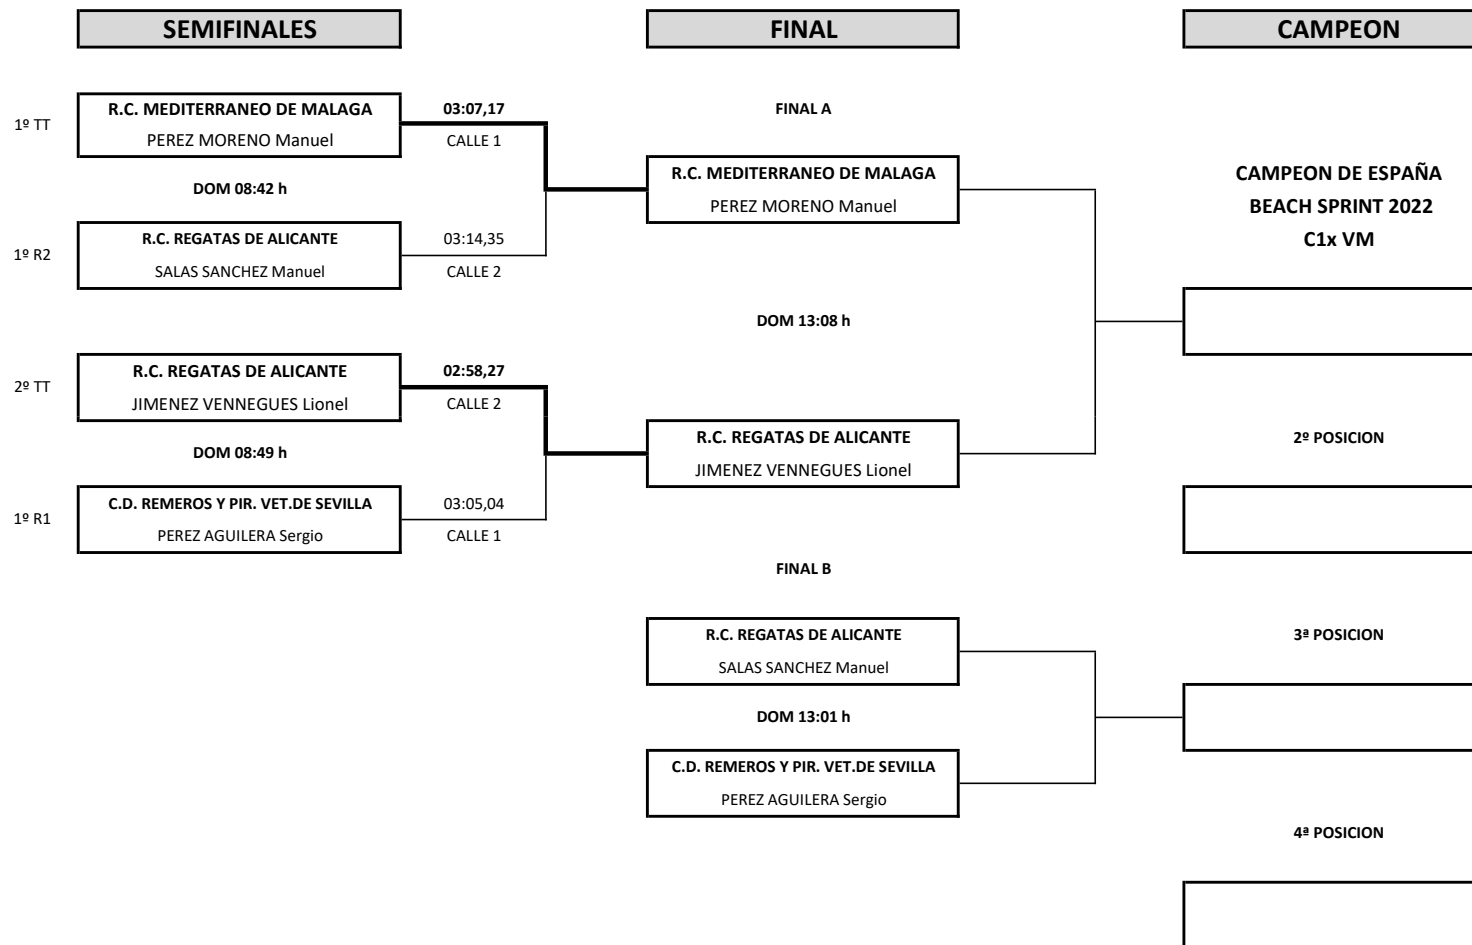 SEMIFINALES
FINAL
CAMPEON
1º TT
R.C. MEDITERRANEO DE MALAGA
PEREZ MORENO Manuel
03:07,17
CALLE 1
DOM 08:42 h
1º R2
R.C. REGATAS DE ALICANTE
SALAS SANCHEZ Manuel
03:14,35
CALLE 2
2º TT
R.C. REGATAS DE ALICANTE
JIMENEZ VENNEGUES Lionel
02:58,27
CALLE 2
DOM 08:49 h
1º R1
C.D. REMEROS Y PIR. VET.DE SEVILLA
PEREZ AGUILERA Sergio
03:05,04
CALLE 1
FINAL A
R.C. MEDITERRANEO DE MALAGA
PEREZ MORENO Manuel
DOM 13:08 h
R.C. REGATAS DE ALICANTE
JIMENEZ VENNEGUES Lionel
FINAL B
R.C. REGATAS DE ALICANTE
SALAS SANCHEZ Manuel
DOM 13:01 h
C.D. REMEROS Y PIR. VET.DE SEVILLA
PEREZ AGUILERA Sergio
CAMPEON DE ESPAÑA
BEACH SPRINT 2022
C1x VM
2º POSICION
3ª POSICION
4ª POSICION